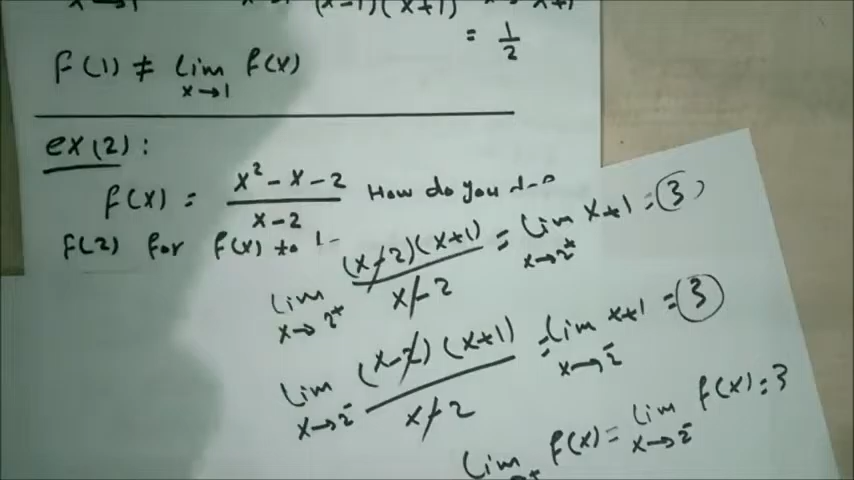 (x-1)(x+1)
= 1/2
F(1) ≠ lim f(x)
x→1
ex(2):
f(x) = x² - x - 2 / x - 2 How do you
F(2) for f(x) to
lim x→2⁺ (x-2)(x+1) / x-2 = lim x→2⁺ x+1 = 3
lim x→2⁻ (x-2)(x+1) / x-2 = lim x→2⁻ x+1 = 3
lim f(x) = lim x→2⁻ f(x) = 3